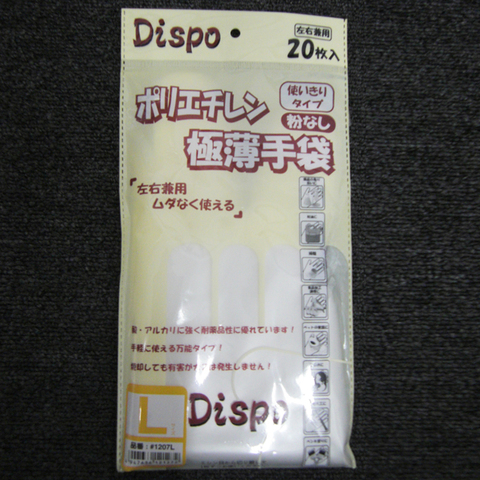 Dispo
左右兼用
20枚入
ポリエチレン
使いきり
タイプ
粉なし
極薄手袋
「左右兼用
ムダなく使える」
酸・アルカリに強く耐薬品性に優れています!
手軽に使える万能タイプ!
焼却しても有害ガスは発生しません!
L
Dispo
品番:#1207L